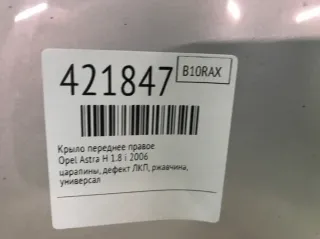 421847
B10RAX
Крыло переднее правое
Opel Astra H 1.8 i 2006
царапины, дефект ЛКП, ржавчина,
универсал